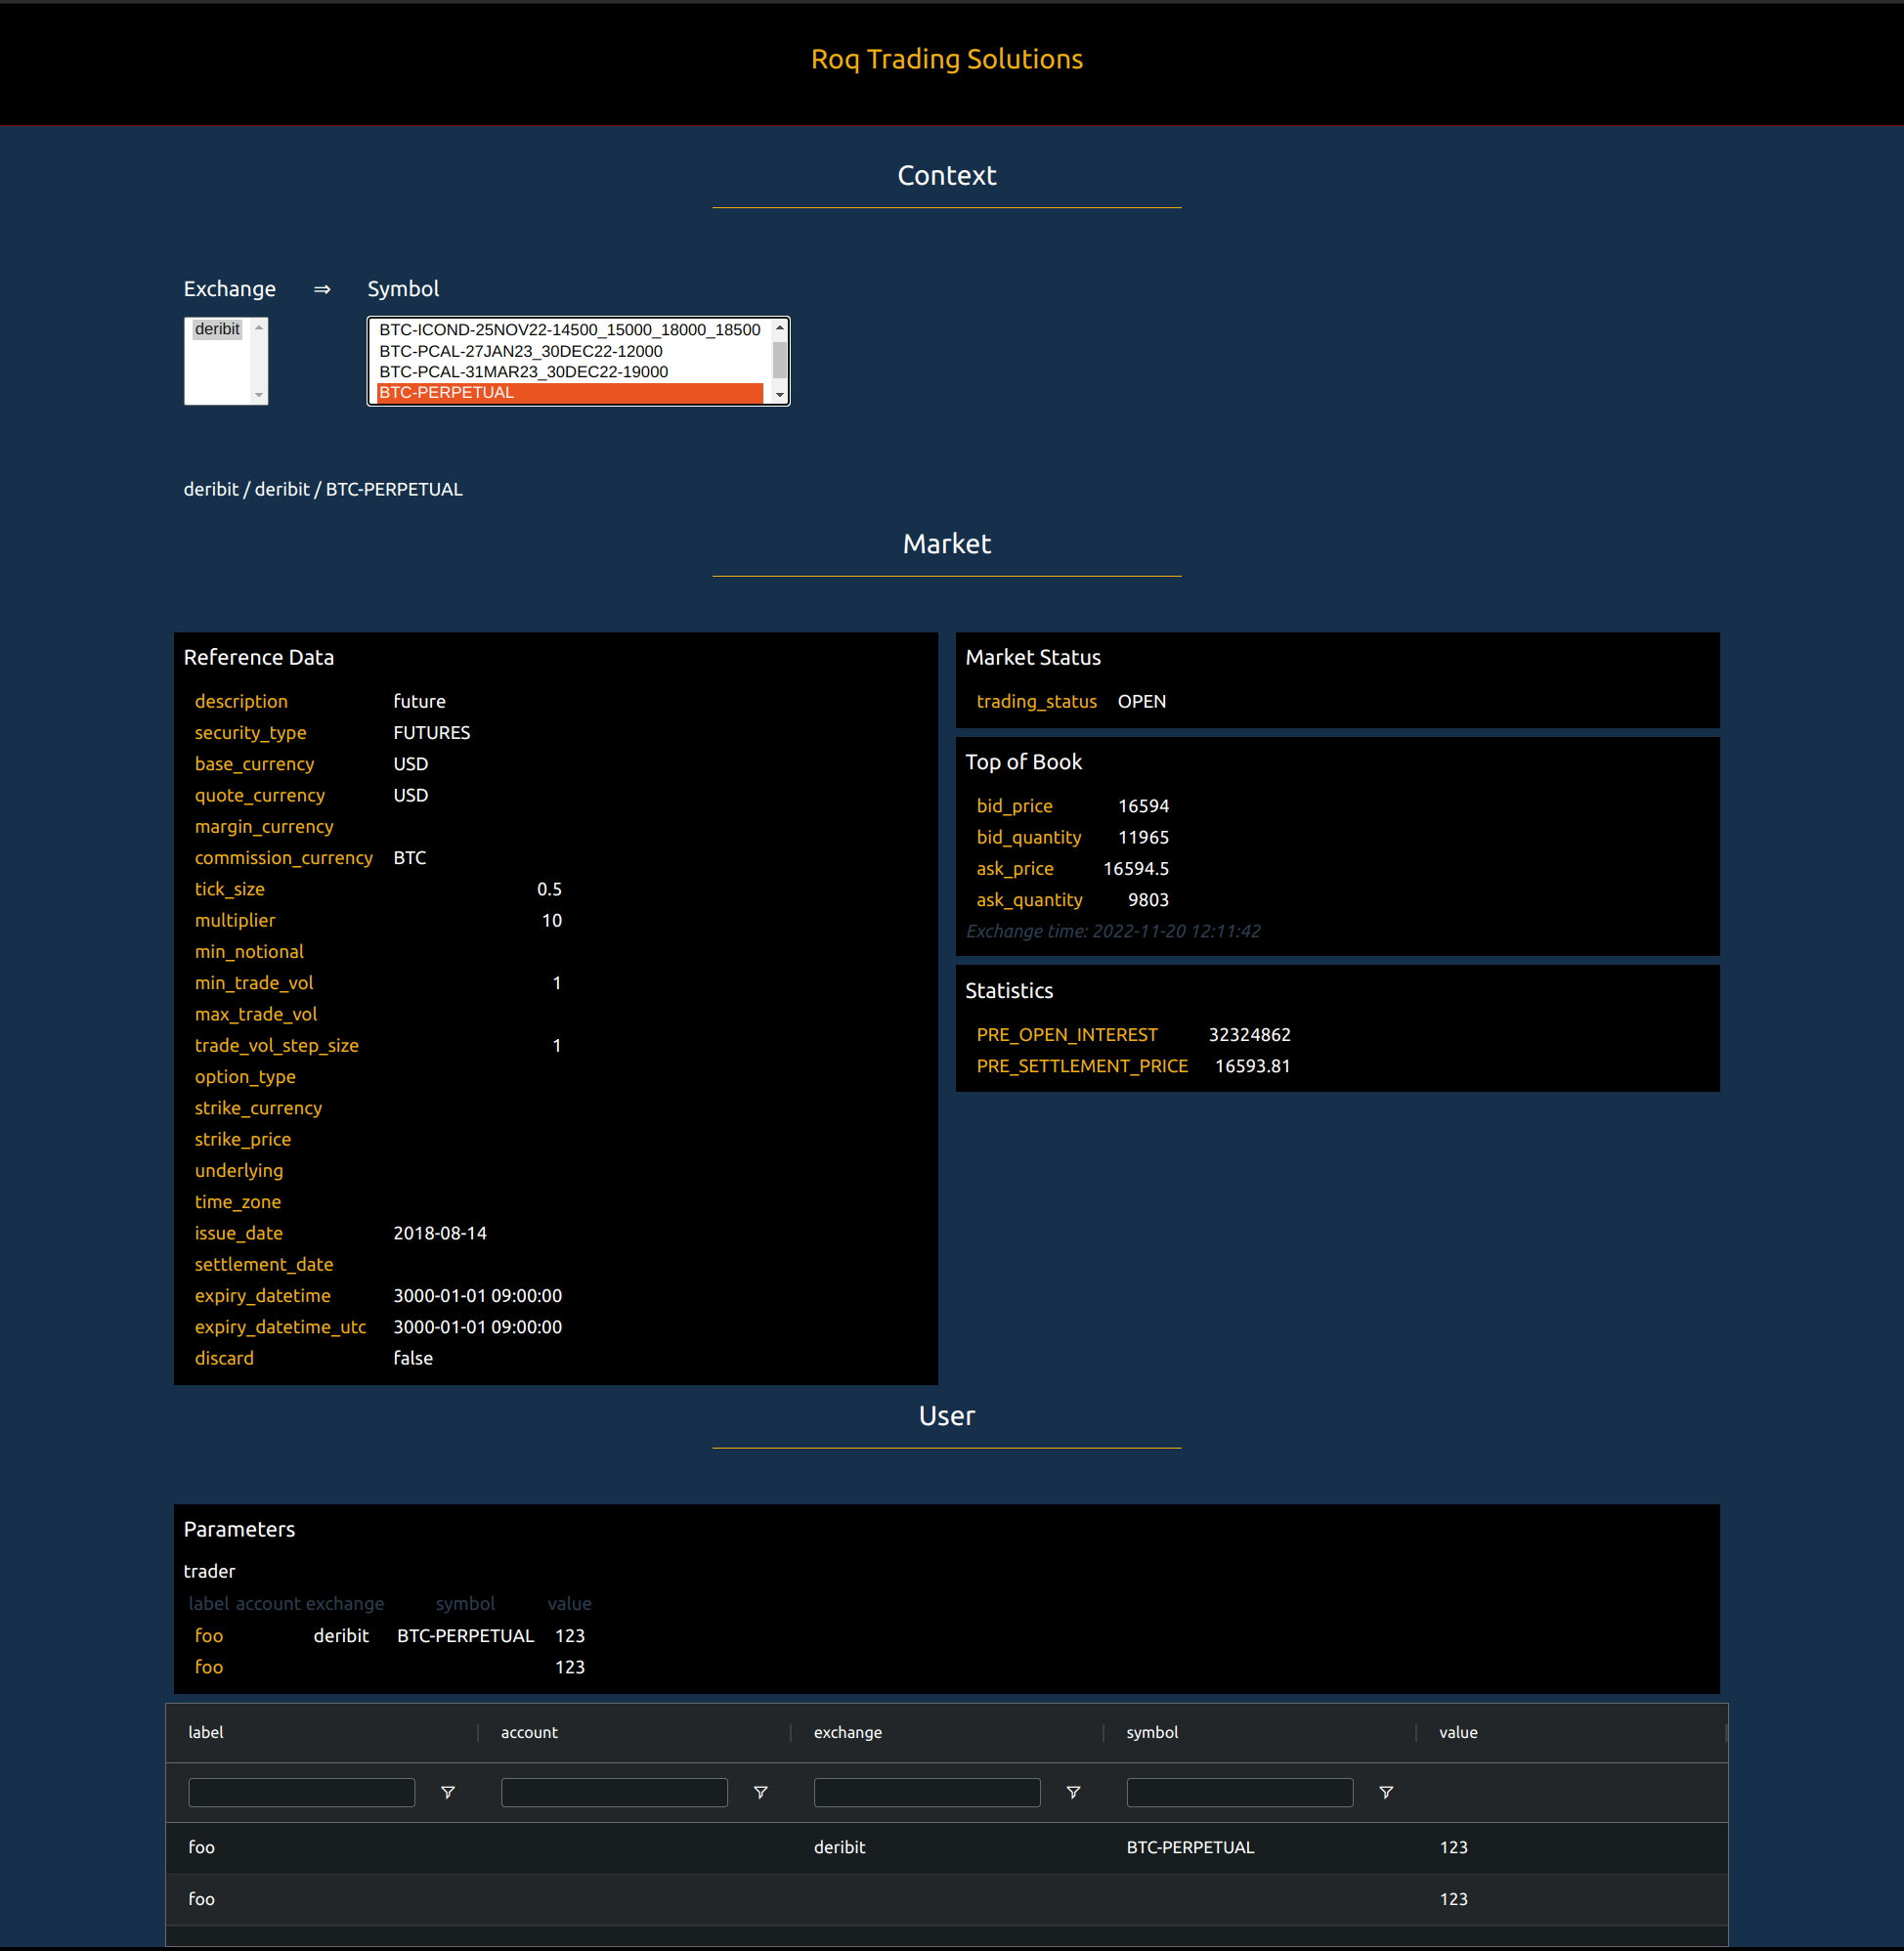 Roq Trading Solutions
Context
Exchange ⇒ Symbol
deribit
BTC-ICOND-25NOV22-14500_15000_18000_18500
BTC-PCAL-27JAN23_30DEC22-12000
BTC-PCAL-31MAR23_30DEC22-19000
BTC-PERPETUAL
deribit / deribit / BTC-PERPETUAL
Market
Reference Data
description future
security_type FUTURES
base_currency USD
quote_currency USD
margin_currency
commission_currency BTC
tick_size 0.5
multiplier 10
min_notional
min_trade_vol 1
max_trade_vol
trade_vol_step_size 1
option_type
strike_currency
strike_price
underlying
time_zone
issue_date 2018-08-14
settlement_date
expiry_datetime 3000-01-01 09:00:00
expiry_datetime_utc 3000-01-01 09:00:00
discard false
Market Status
trading_status OPEN
Top of Book
bid_price 16594
bid_quantity 11965
ask_price 16594.5
ask_quantity 9803
Exchange time: 2022-11-20 12:11:42
Statistics
PRE_OPEN_INTEREST 32324862
PRE_SETTLEMENT_PRICE 16593.81
User
Parameters
trader
label account exchange symbol value
foo deribit BTC-PERPETUAL 123
foo 123
label account exchange symbol value
foo deribit BTC-PERPETUAL 123
foo 123